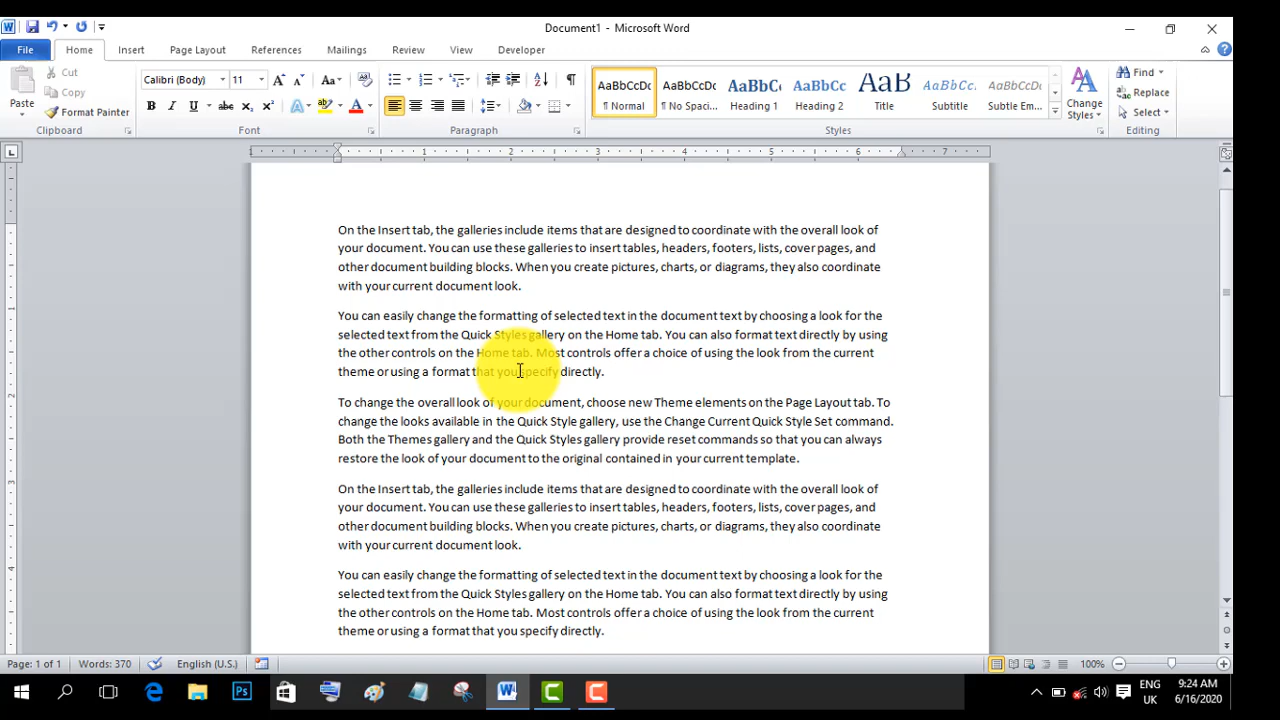 Document1 - Microsoft Word
File Home Insert Page Layout References Mailings Review View Developer
Paste
Cut
Copy
Format Painter
Clipboard
Calibri (Body) 11
Font
Paragraph
AaBbCcDc AaBbCcDc AaBbC AaBbCc AaB AaBbCc. AaBbCcDc
¶ Normal ¶ No Spaci... Heading 1 Heading 2 Title Subtitle Subtle Em...
Styles
Change
Styles
Find
Replace
Select
Editing
1 1 2 3 4 5 6 7
On the Insert tab, the galleries include items that are designed to coordinate with the overall look of
your document. You can use these galleries to insert tables, headers, footers, lists, cover pages, and
other document building blocks. When you create pictures, charts, or diagrams, they also coordinate
with your current document look.
You can easily change the formatting of selected text in the document text by choosing a look for the
selected text from the Quick Styles gallery on the Home tab. You can also format text directly by using
the other controls on the Home tab. Most controls offer a choice of using the look from the current
theme or using a format that you specify directly.
To change the overall look of your document, choose new Theme elements on the Page Layout tab. To
change the looks available in the Quick Style gallery, use the Change Current Quick Style Set command.
Both the Themes gallery and the Quick Styles gallery provide reset commands so that you can always
restore the look of your document to the original contained in your current template.
On the Insert tab, the galleries include items that are designed to coordinate with the overall look of
your document. You can use these galleries to insert tables, headers, footers, lists, cover pages, and
other document building blocks. When you create pictures, charts, or diagrams, they also coordinate
with your current document look.
You can easily change the formatting of selected text in the document text by choosing a look for the
selected text from the Quick Styles gallery on the Home tab. You can also format text directly by using
the other controls on the Home tab. Most controls offer a choice of using the look from the current
theme or using a format that you specify directly.
Page: 1 of 1 Words: 370 English (U.S.) 100%
ENG 9:24 AM
UK 6/16/2020